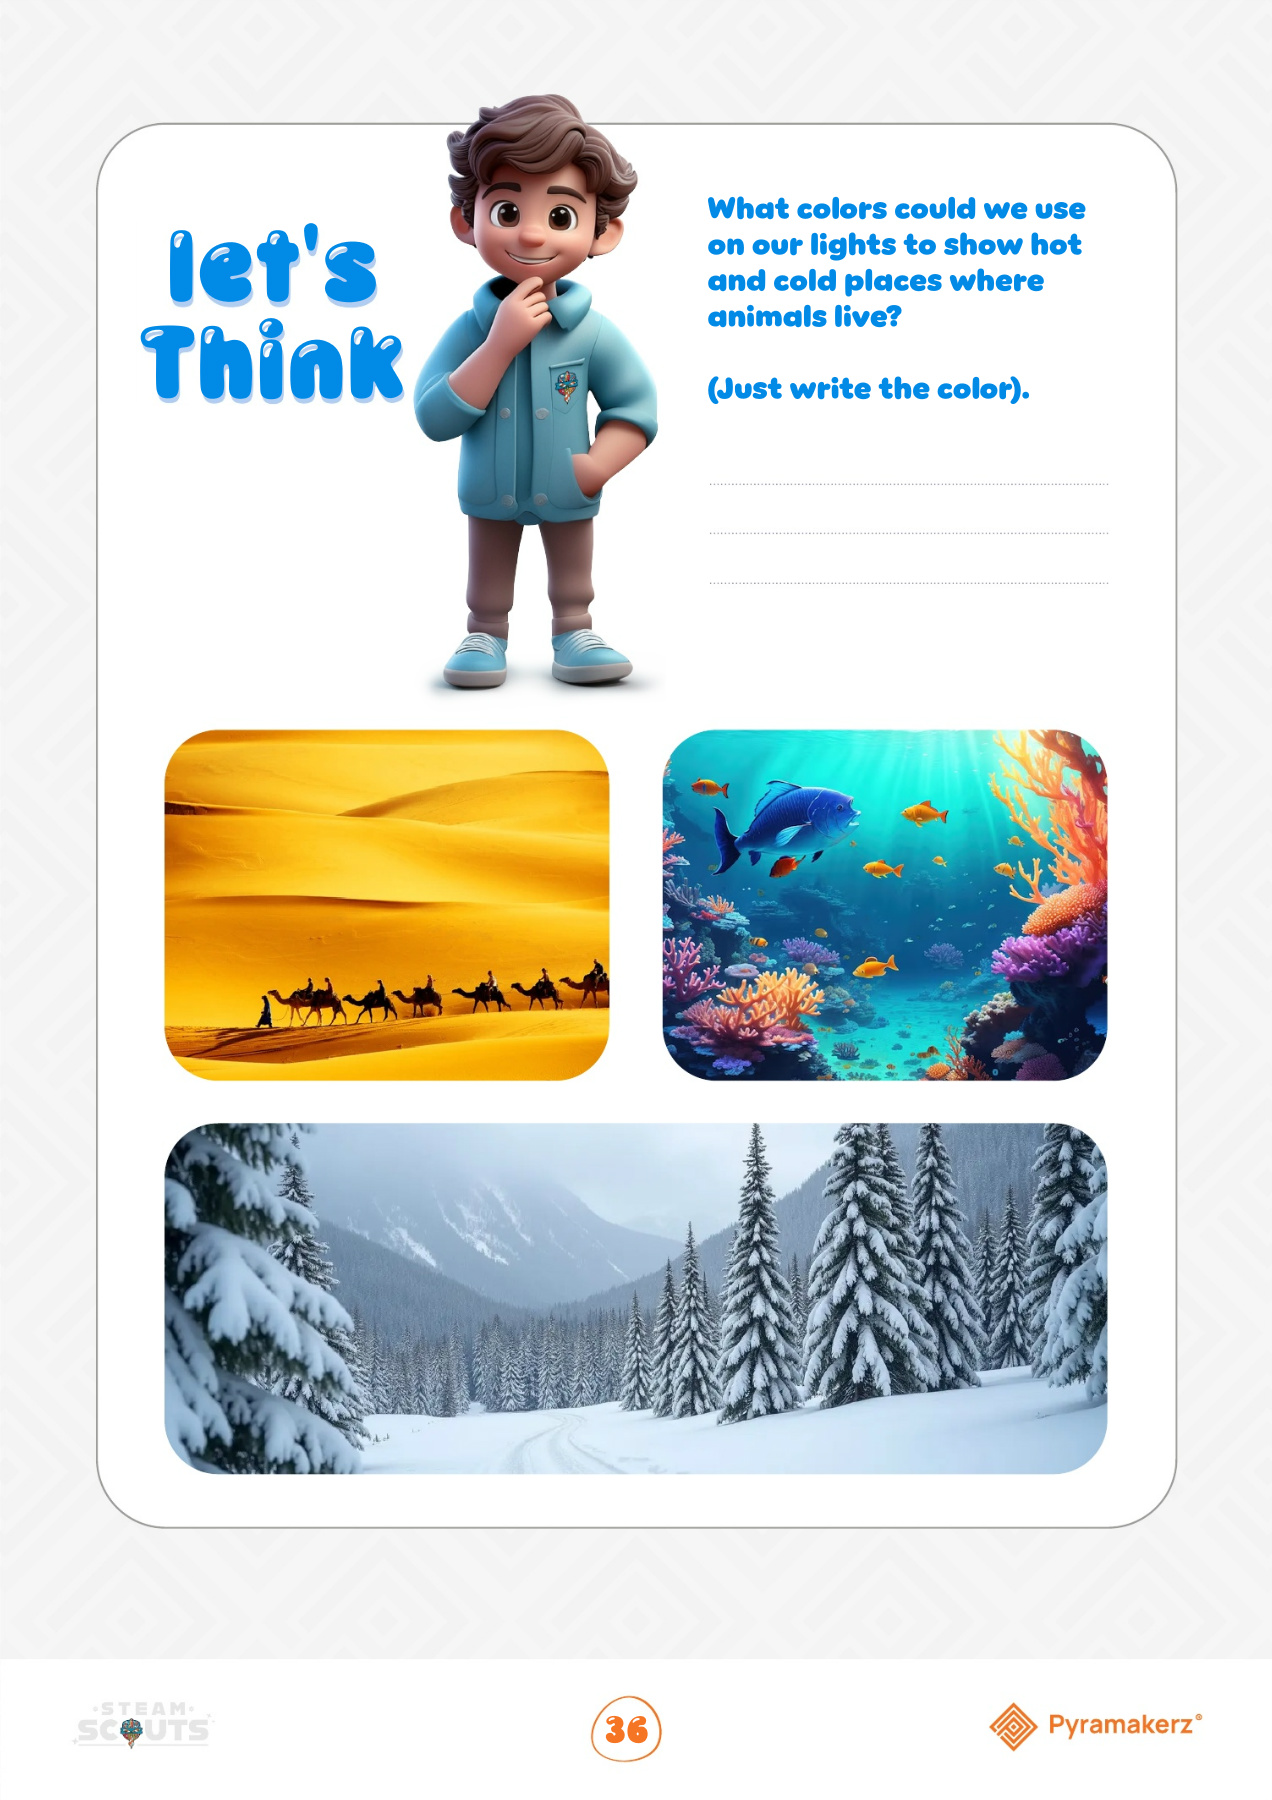 let's
Think
What colors could we use
on our lights to show hot
and cold places where
animals live?
(Just write the color).
STEAM
SCOUTS
36
Pyramakerz®